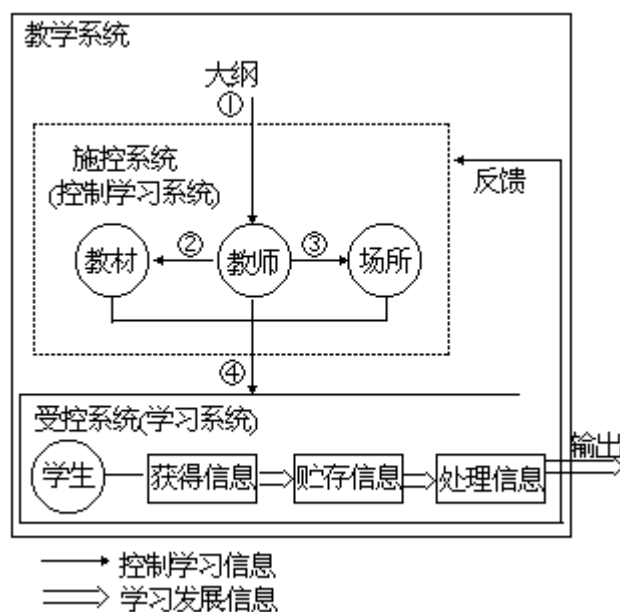 教学系统
大纲
①
施控系统
(控制学习系统)
反馈
教材
②
教师
③
场所
④
受控系统(学习系统)
学生
获得信息
贮存信息
处理信息
输出
控制学习信息
学习发展信息